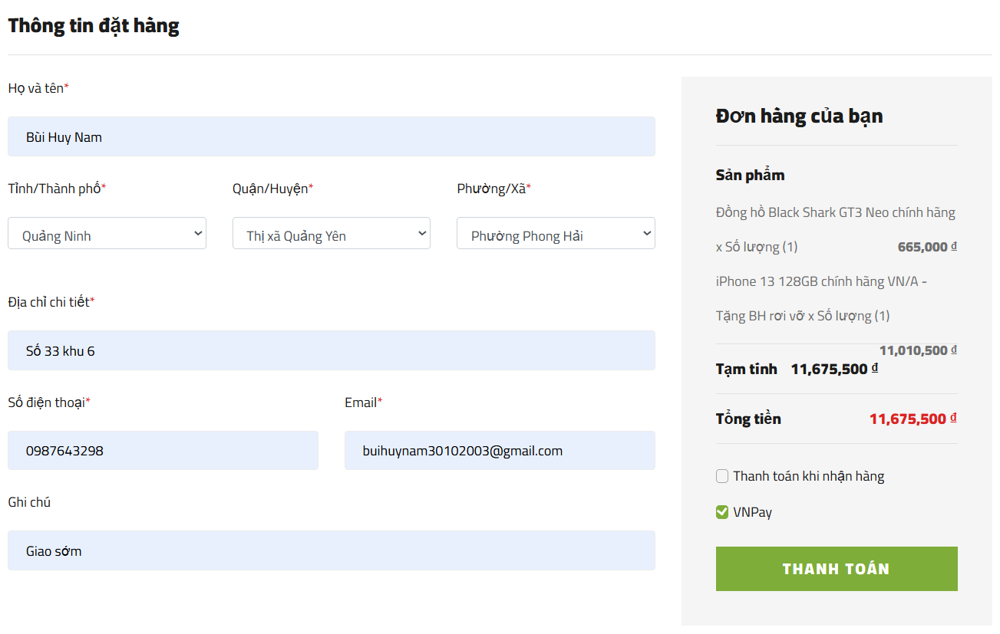 Thông tin đặt hàng
Họ và tên*
Bùi Huy Nam
Tỉnh/Thành phố* Quận/Huyện* Phường/Xã*
Quảng Ninh Thị xã Quảng Yên Phường Phong Hải
Địa chỉ chi tiết*
Số 33 khu 6
Số điện thoại* Email*
0987643298 buihuynam30102003@gmail.com
Ghi chú
Giao sớm
Đơn hàng của bạn
Sản phẩm
Đồng hồ Black Shark GT3 Neo chính hãng
x Số lượng (1) 665,000 ₫
iPhone 13 128GB chính hãng VN/A -
Tặng BH rơi vỡ x Số lượng (1)
11,010,500 ₫
Tạm tính 11,675,500 ₫
Tổng tiền 11,675,500 ₫
Thanh toán khi nhận hàng
VNPay
THANH TOÁN